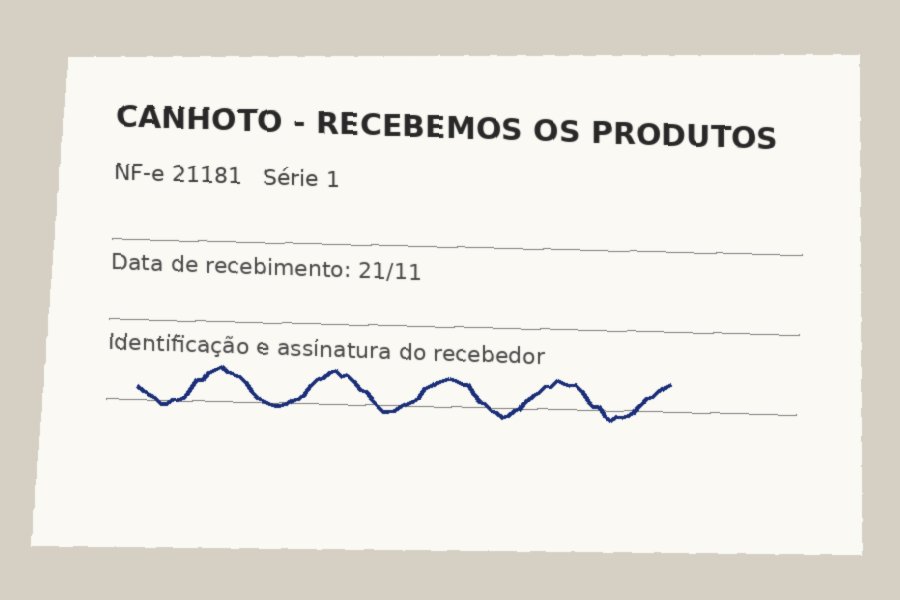 CANHOTO - RECEBEMOS OS PRODUTOS
NF-e 21181 Série 1
Data de recebimento: 21/11
Identificação e assinatura do recebedor